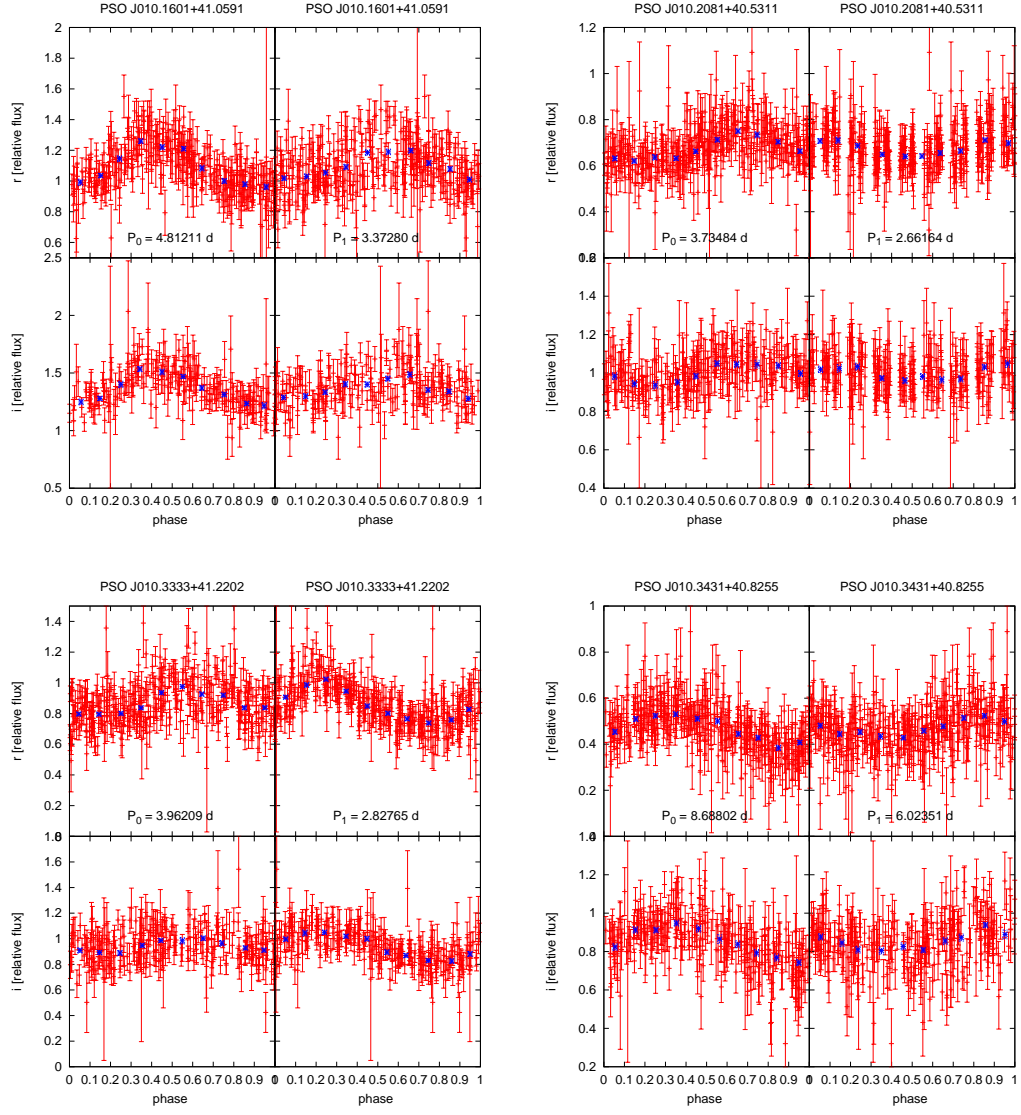 PSO J010.1601+41.0591
PSO J010.1601+41.0591
r [relative flux]
2
1.8
1.6
1.4
1.2
1
0.8
0.6
P0 = 4.81211 d
P1 = 3.37280 d
i [relative flux]
2.5
2
1.5
1
0.5
0 0.1 0.2 0.3 0.4 0.5 0.6 0.7 0.8 0.9
0.1 0.2 0.3 0.4 0.5 0.6 0.7 0.8 0.9 1
phase
phase
PSO J010.2081+40.5311
PSO J010.2081+40.5311
r [relative flux]
1.2
1
0.8
0.6
0.4
P0 = 3.73484 d
P1 = 2.66164 d
i [relative flux]
1.4
1.2
1
0.8
0.6
0.4
0 0.1 0.2 0.3 0.4 0.5 0.6 0.7 0.8 0.9
0.1 0.2 0.3 0.4 0.5 0.6 0.7 0.8 0.9 1
phase
phase
PSO J010.3333+41.2202
PSO J010.3333+41.2202
r [relative flux]
1.4
1.2
1
0.8
0.6
0.4
0.2
P0 = 3.96209 d
P1 = 2.82765 d
i [relative flux]
1.6
1.4
1.2
1
0.8
0.6
0.4
0.2
0
0 0.1 0.2 0.3 0.4 0.5 0.6 0.7 0.8 0.9
0.1 0.2 0.3 0.4 0.5 0.6 0.7 0.8 0.9 1
phase
phase
PSO J010.3431+40.8255
PSO J010.3431+40.8255
r [relative flux]
1
0.8
0.6
0.4
0.2
P0 = 8.68802 d
P1 = 6.02351 d
i [relative flux]
1.2
1
0.8
0.6
0.4
0.2
0 0.1 0.2 0.3 0.4 0.5 0.6 0.7 0.8 0.9
0.1 0.2 0.3 0.4 0.5 0.6 0.7 0.8 0.9 1
phase
phase